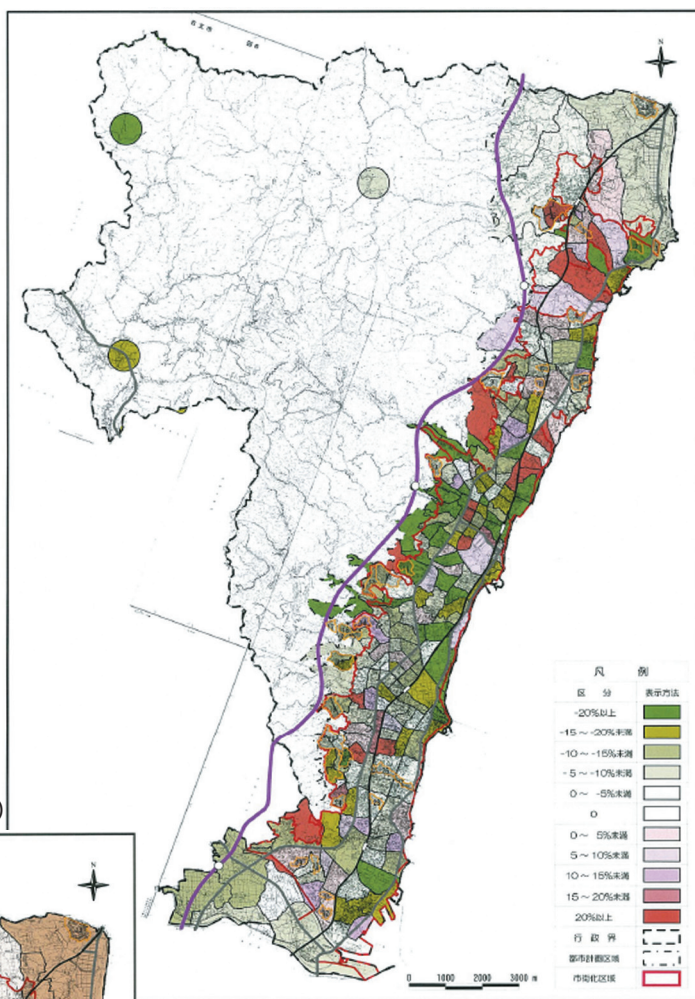 N
凡 例
区 分 表示方法
-20%以上
-15～-20%未満
-10～-15%未満
-5～-10%未満
0～ -5%未満
0
0～ 5%未満
5～10%未満
10～15%未満
15～20%未満
20%以上
行 政 界
都市計画区域
市街化区域
0 1000 2000 3000 m
)
N